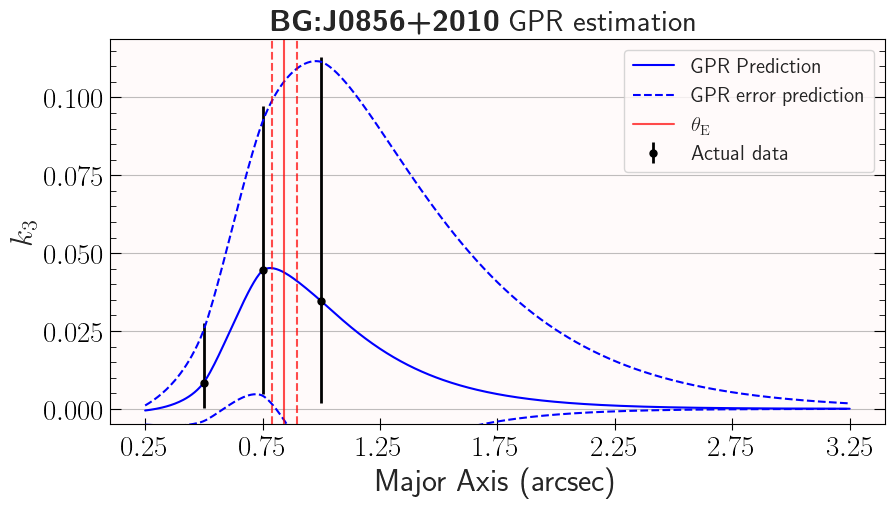 BG:J0856+2010 GPR estimation
GPR Prediction
GPR error prediction
θ_E
Actual data
0.100
0.075
0.050
0.025
0.000
k_3
0.25 0.75 1.25 1.75 2.25 2.75 3.25
Major Axis (arcsec)